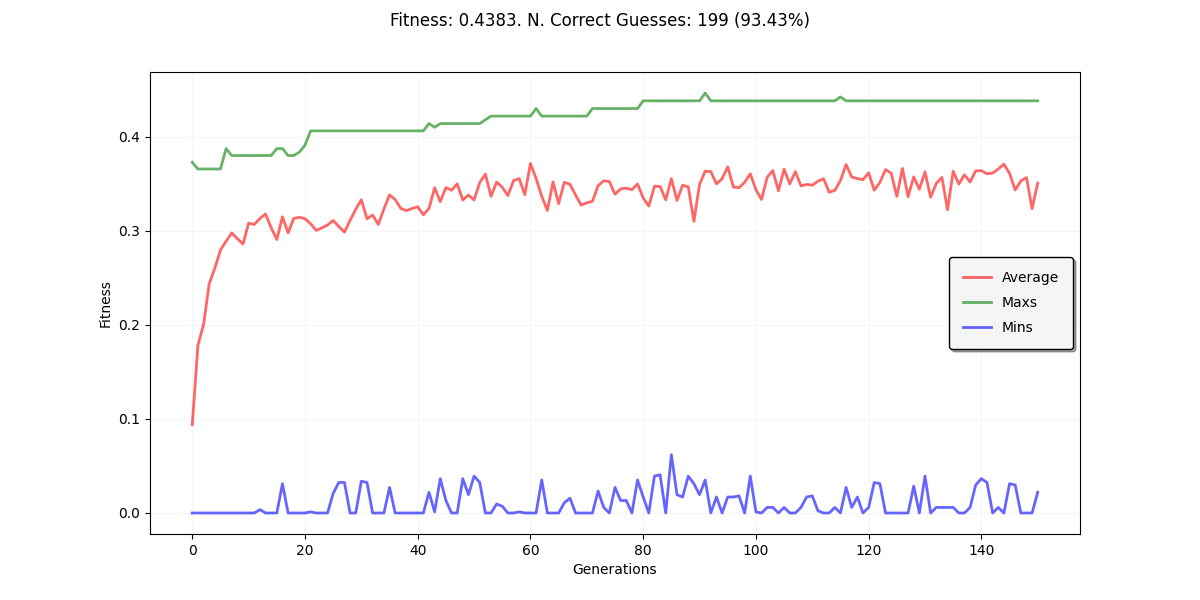 Fitness: 0.4383. N. Correct Guesses: 199 (93.43%)
0.4
0.3
0.2
0.1
0.0
Fitness
Average
Maxs
Mins
0 20 40 60 80 100 120 140
Generations